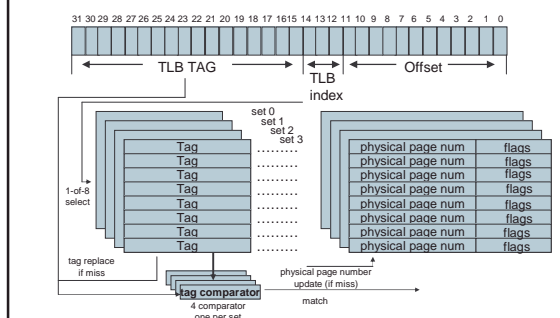 31 30 29 28 27 26 25 24 23 22 21 20 19 18 17 1615 14 13 12 11 10 9 8 7 6 5 4 3 2 1 0
TLB TAG
TLB
index
Offset
set 0
set 1
set 2
set 3
1-of-8
select
Tag ......... physical page num flags
Tag ......... physical page num flags
Tag ......... physical page num flags
Tag ......... physical page num flags
Tag ......... physical page num flags
Tag ......... physical page num flags
Tag ......... physical page num flags
Tag ......... physical page num flags
tag replace
if miss
physical page number
update (if miss)
match
tag comparator
4 comparator
one per set